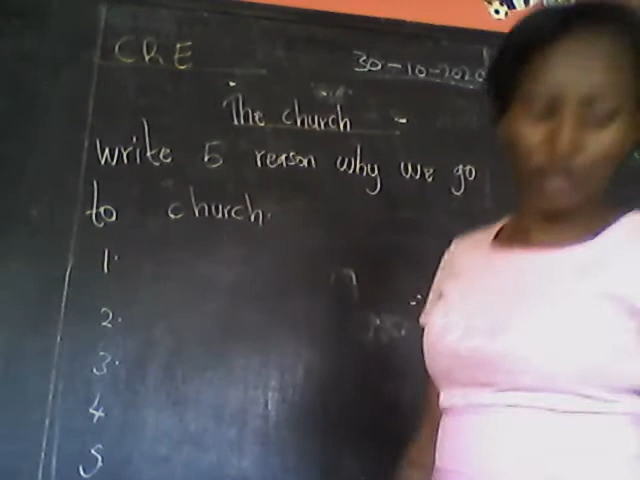 CRE
30-10-2020
The church
write 5 reason why we go
to church.
1.
2.
3.
4
5